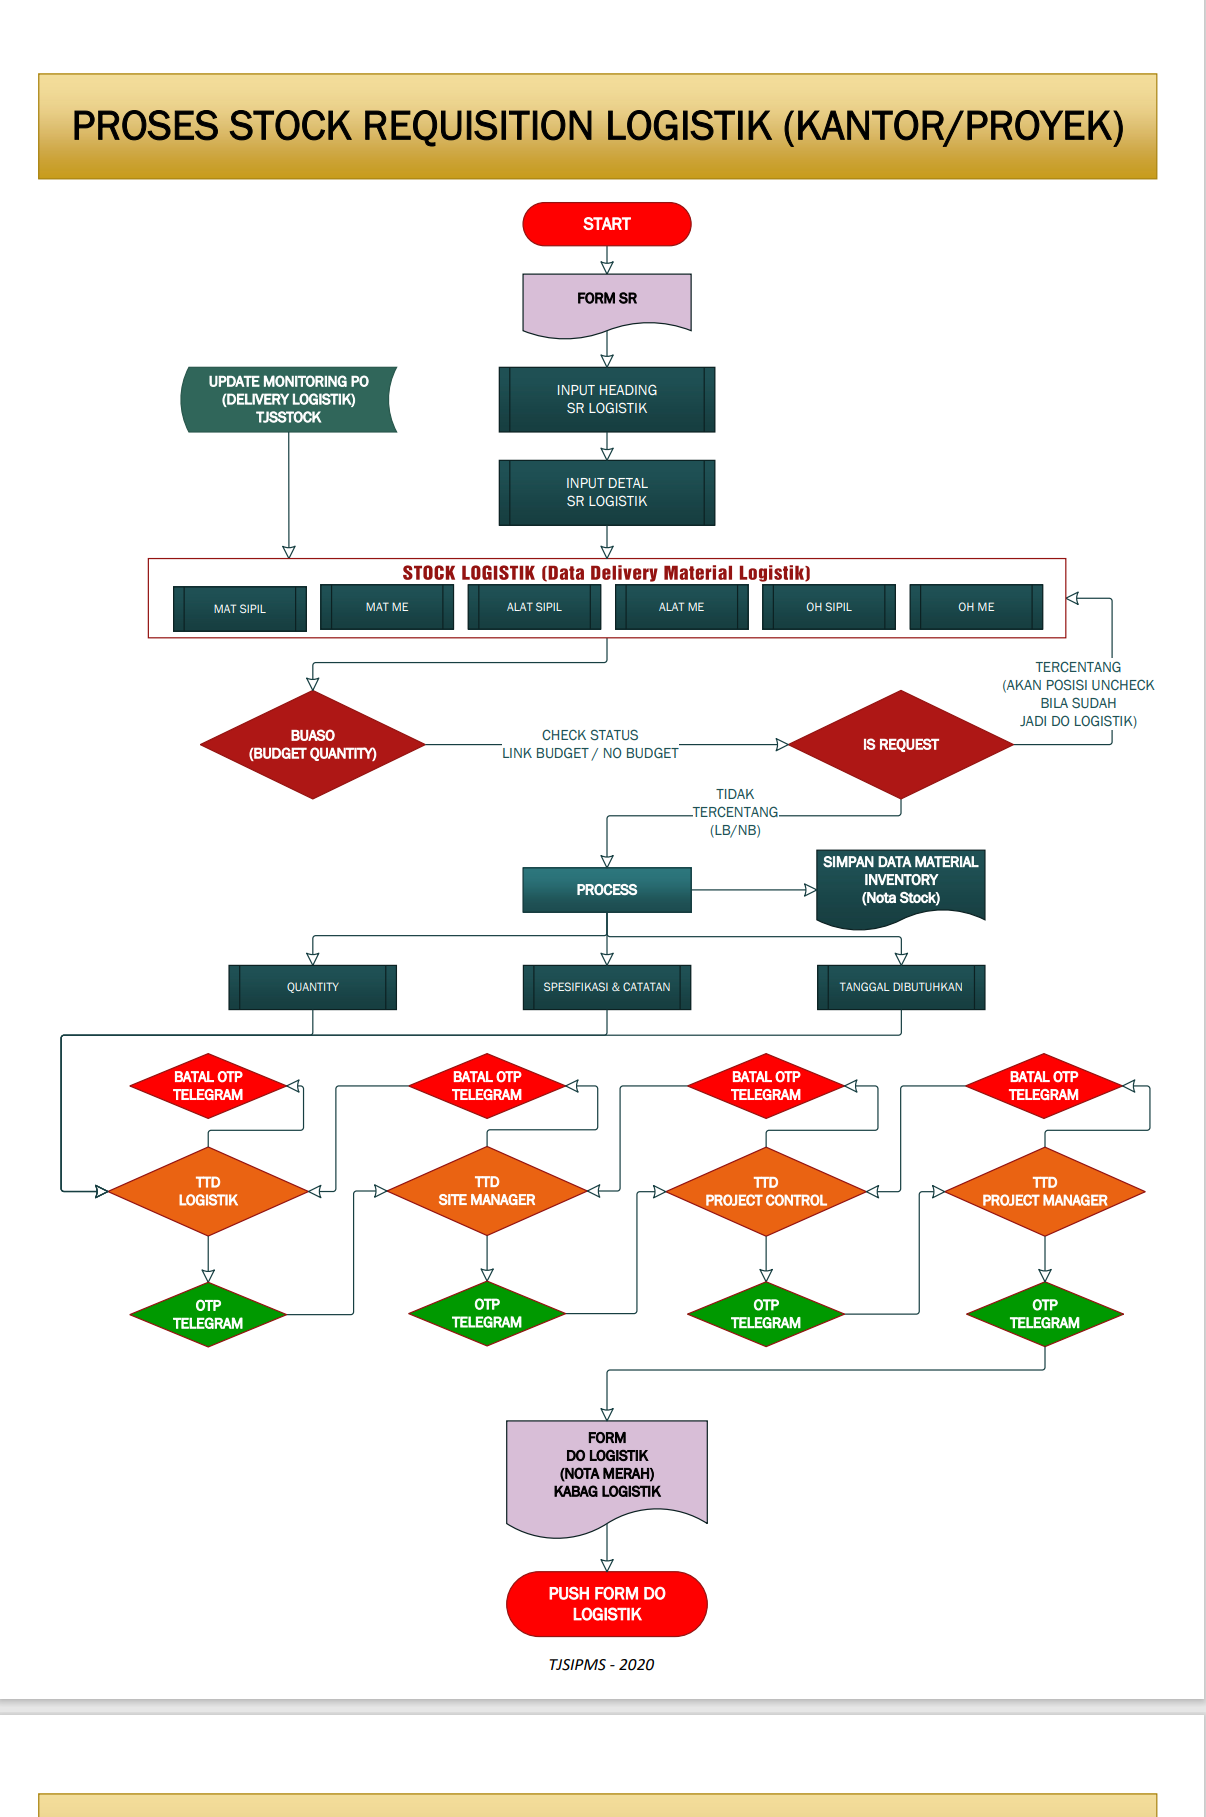 PROSES STOCK REQUISITION LOGISTIK (KANTOR/PROYEK)
START
FORM SR
UPDATE MONITORING PO
(DELIVERY LOGISTIK)
TJSSTOCK
INPUT HEADING
SR LOGISTIK
INPUT DETAL
SR LOGISTIK
STOCK LOGISTIK (Data Delivery Material Logistik)
MAT SIPIL
MAT ME
ALAT SIPIL
ALAT ME
OH SIPIL
OH ME
TERCENTANG
(AKAN POSISI UNCHECK
BILA SUDAH
JADI DO LOGISTIK)
BUASO
(BUDGET QUANTITY)
CHECK STATUS
LINK BUDGET / NO BUDGET
IS REQUEST
TIDAK
TERCENTANG
(LB/NB)
PROCESS
SIMPAN DATA MATERIAL
INVENTORY
(Nota Stock)
QUANTITY
SPESIFIKASI & CATATAN
TANGGAL DIBUTUHKAN
BATAL OTP
TELEGRAM
BATAL OTP
TELEGRAM
BATAL OTP
TELEGRAM
BATAL OTP
TELEGRAM
TTD
LOGISTIK
TTD
SITE MANAGER
TTD
PROJECT CONTROL
TTD
PROJECT MANAGER
OTP
TELEGRAM
OTP
TELEGRAM
OTP
TELEGRAM
OTP
TELEGRAM
FORM
DO LOGISTIK
(NOTA MERAH)
KABAG LOGISTIK
PUSH FORM DO
LOGISTIK
TJSIPMS - 2020